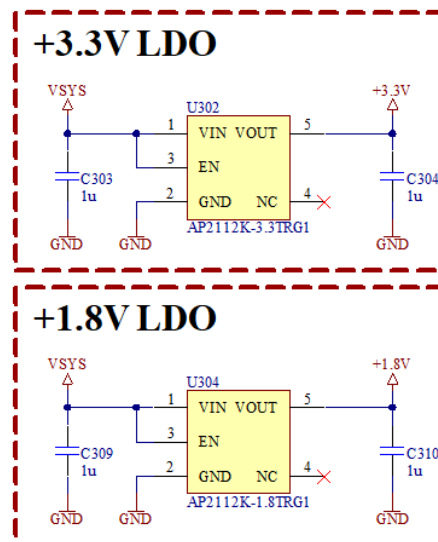 +3.3V LDO
VSYS
U302
+3.3V
1 VIN VOUT 5
3 EN
C303
1u
C304
1u
2 GND NC 4
GND GND GND
AP2112K-3.3TRG1
+1.8V LDO
VSYS
U304
+1.8V
1 VIN VOUT 5
3 EN
C309
1u
C310
1u
2 GND NC 4
GND GND GND
AP2112K-1.8TRG1